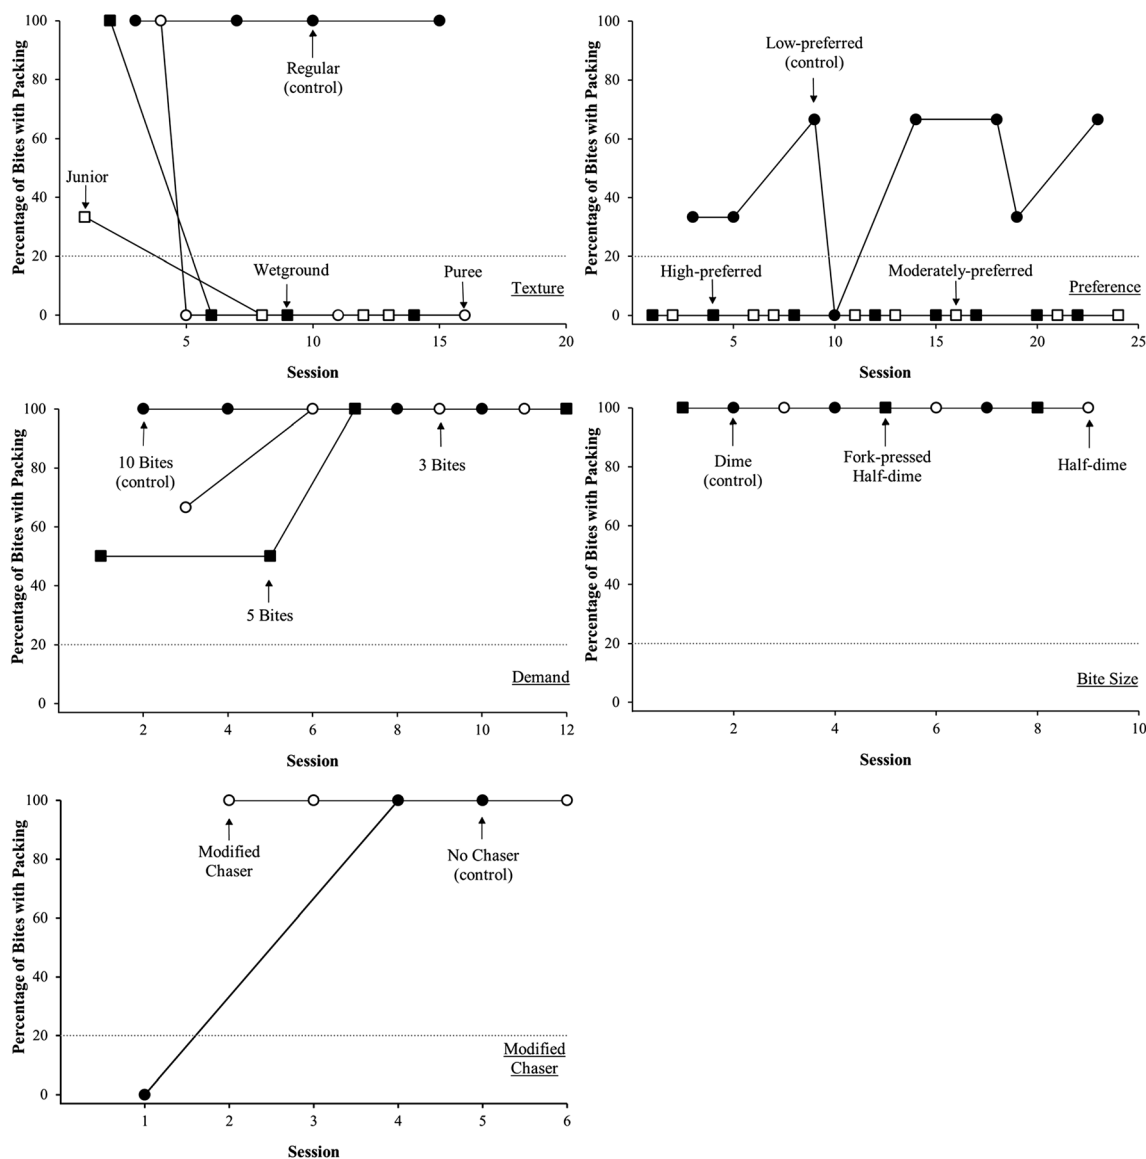 Percentage of Bites with Packing
100
80
60
40
20
0
Regular
(control)
Junior
Wetground
Puree
Texture
5
10
15
20
Session
Percentage of Bites with Packing
100
80
60
40
20
0
Low-preferred
(control)
High-preferred
Moderately-preferred
Preference
5
10
15
20
25
Session
Percentage of Bites with Packing
100
80
60
40
20
0
10 Bites
(control)
3 Bites
5 Bites
Demand
2
4
6
8
10
12
Session
Percentage of Bites with Packing
100
80
60
40
20
0
Dime
(control)
Fork-pressed
Half-dime
Half-dime
Bite Size
2
4
6
8
10
Session
Percentage of Bites with Packing
100
80
60
40
20
0
Modified
Chaser
No Chaser
(control)
Modified
Chaser
1
2
3
4
5
6
Session